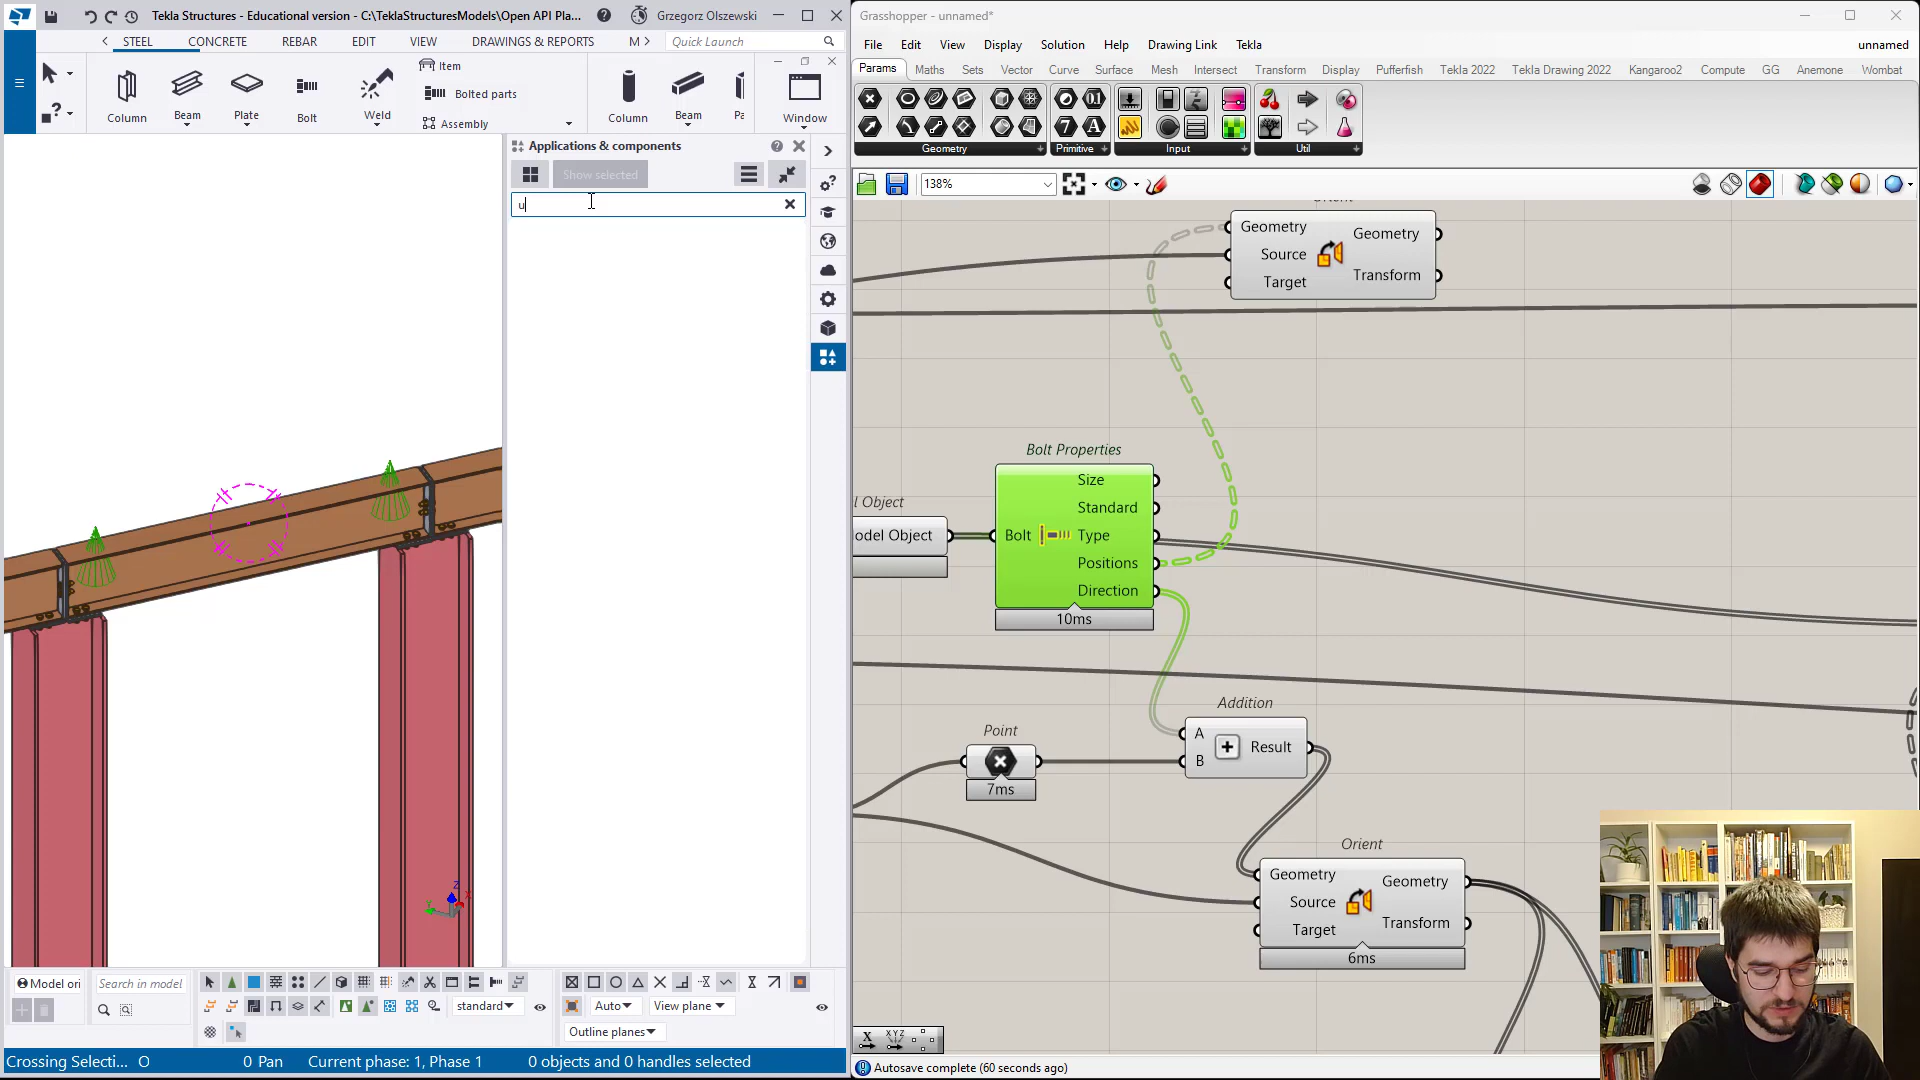 Tekla Structures - Educational version - C:\TeklaStructuresModels\Open API Pla...
Grzegorz Olszewski
STEEL
CONCRETE
REBAR
EDIT
VIEW
DRAWINGS & REPORTS
M
Quick Launch
Column
Beam
Plate
Bolt
Weld
Item
Bolted parts
Assembly
Column
Beam
Pa
Window
Applications & components
Show selected
u
Z
Model ori
Search in model
standard
Auto
View plane
Outline planes
Crossing Selecti...
O
0 Pan
Current phase: 1, Phase 1
0 objects and 0 handles selected
Grasshopper - unnamed*
File
Edit
View
Display
Solution
Help
Drawing Link
Tekla
unnamed
Params
Maths
Sets
Vector
Curve
Surface
Mesh
Intersect
Transform
Display
Pufferfish
Tekla 2022
Tekla Drawing 2022
Kangaroo2
Compute
GG
Anemone
Wombat
Geometry
Primitive
Input
Util
138%
Geometry
Source
Target
Geometry
Transform
Bolt Properties
Bolt
Size
Standard
Type
Positions
Direction
10ms
l Object
odel Object
Point
7ms
Addition
A
B
Result
Orient
Geometry
Source
Target
Geometry
Transform
6ms
X
XYZ
Autosave complete (60 seconds ago)